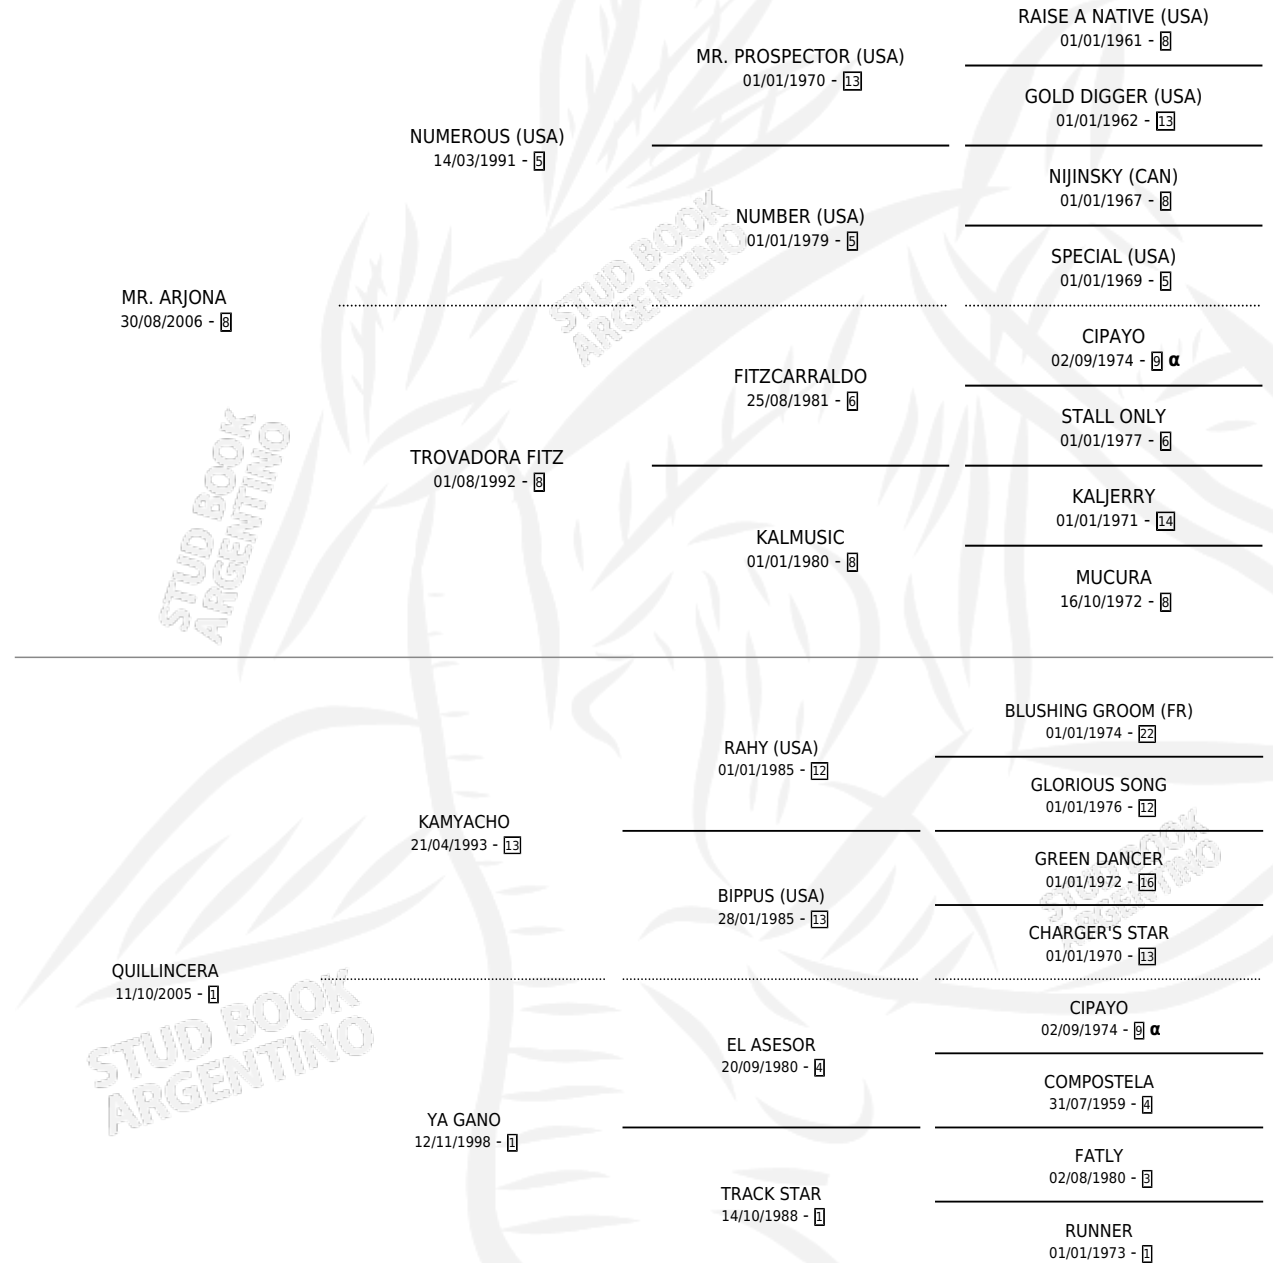 RAISE A NATIVE (USA)
01/01/1961 - 8
MR. PROSPECTOR (USA)
01/01/1970 - 13
GOLD DIGGER (USA)
01/01/1962 - 13
NUMEROUS (USA)
14/03/1991 - 5
NIJINSKY (CAN)
01/01/1967 - 8
NUMBER (USA)
01/01/1979 - 5
SPECIAL (USA)
01/01/1969 - 5
MR. ARJONA
30/08/2006 - 8
CIPAYO
02/09/1974 - 9 α
FITZCARRALDO
25/08/1981 - 6
STALL ONLY
01/01/1977 - 6
TROVADORA FITZ
01/08/1992 - 8
KALJERRY
01/01/1971 - 14
KALMUSIC
01/01/1980 - 8
MUCURA
16/10/1972 - 8
BLUSHING GROOM (FR)
01/01/1974 - 22
RAHY (USA)
01/01/1985 - 12
GLORIOUS SONG
01/01/1976 - 12
KAMYACHO
21/04/1993 - 13
GREEN DANCER
01/01/1972 - 16
BIPPUS (USA)
28/01/1985 - 13
CHARGER'S STAR
01/01/1970 - 13
QUILLINCERA
11/10/2005 - 1
CIPAYO
02/09/1974 - 9 α
EL ASESOR
20/09/1980 - 4
COMPOSTELA
31/07/1959 - 4
YA GANO
12/11/1998 - 1
FATLY
02/08/1980 - 3
TRACK STAR
14/10/1988 - 1
RUNNER
01/01/1973 - 1
STUD BOOK
ARGENTINO
STUD BOOK
ARGENTINO
STUD BOOK
ARGENTINO
STUD BOOK
ARGENTINO